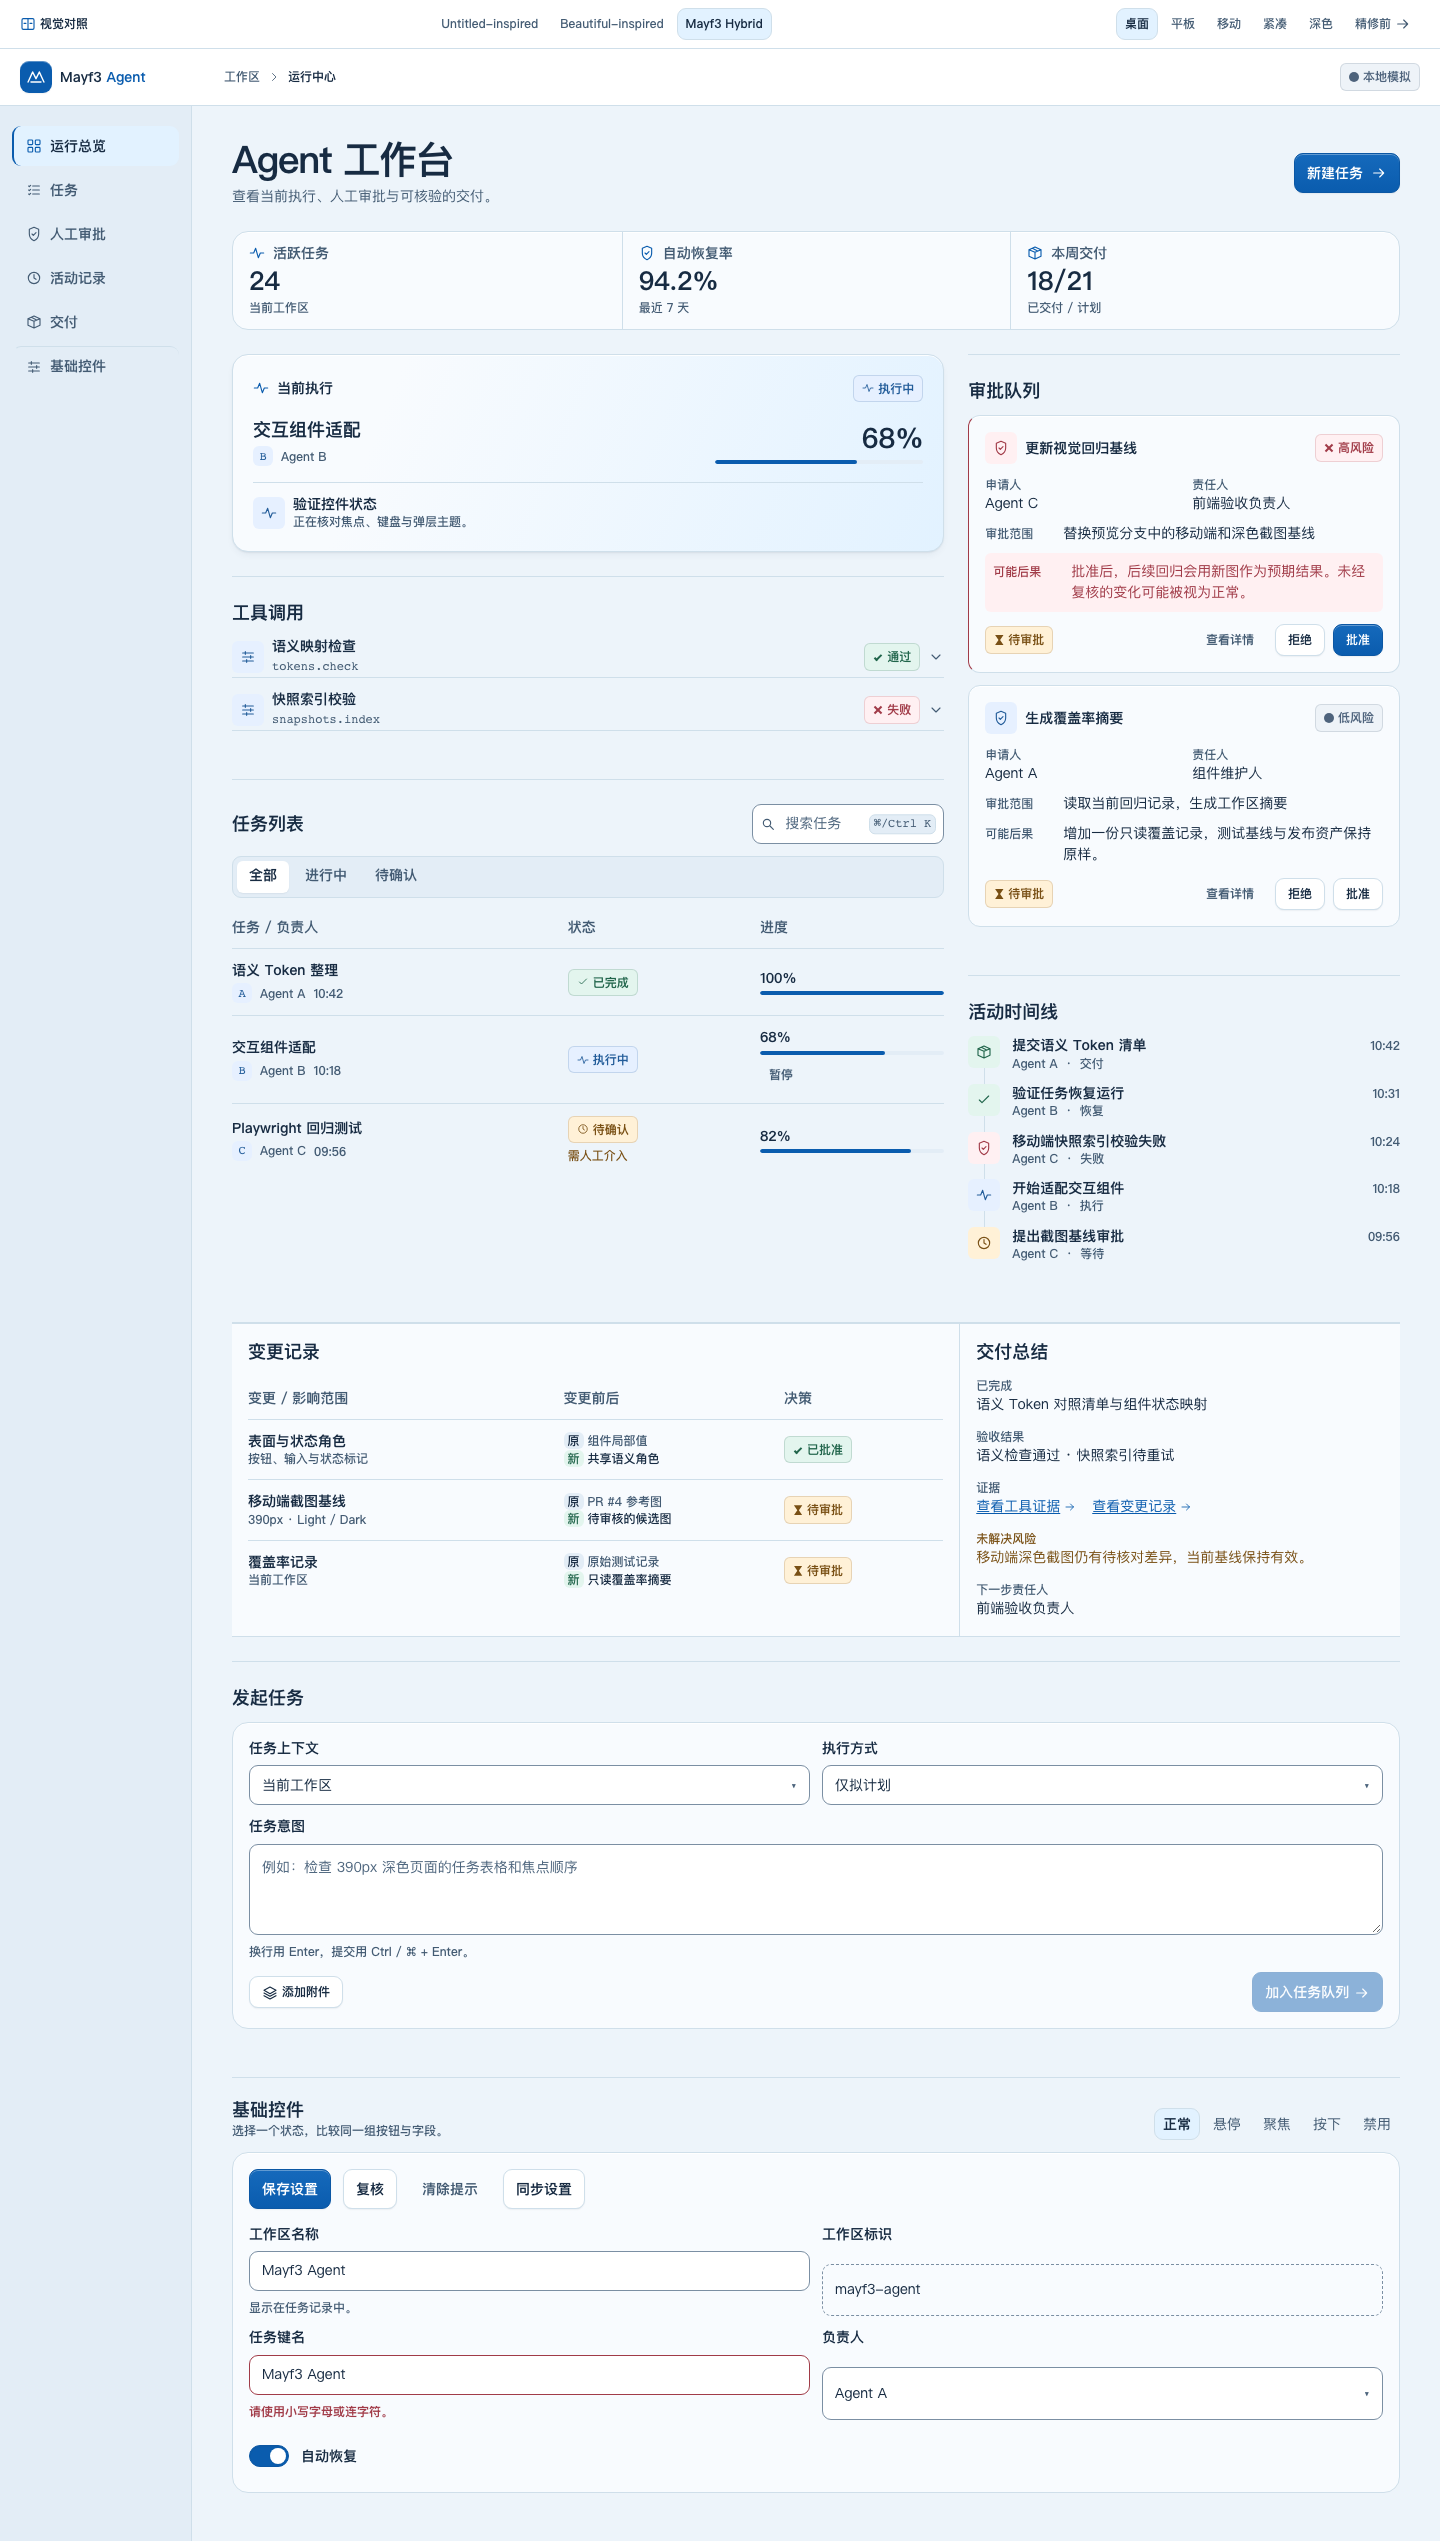 视觉对照
Untitled-inspired
Beautiful-inspired
Mayf3 Hybrid
桌面
平板
移动
紧凑
深色
精修前 →
Mayf3 Agent
工作区 > 运行中心
本地模拟
运行总览
任务
人工审批
活动记录
交付
基础控件
Agent 工作台
查看当前执行、人工审批与可核验的交付。
新建任务 →
活跃任务
24
当前工作区
自动恢复率
94.2%
最近 7 天
本周交付
18/21
已交付 / 计划
当前执行
执行中
交互组件适配
68%
B Agent B
验证控件状态
正在核对焦点、键盘与弹层主题。
工具调用
语义映射检查
tokens.check
通过
快照索引校验
snapshots.index
失败
任务列表
搜索任务
⌘/Ctrl K
全部
进行中
待确认
任务 / 负责人
状态
进度
语义 Token 整理
A Agent A 10:42
已完成
100%
交互组件适配
B Agent B 10:18
执行中
68%
暂停
Playwright 回归测试
C Agent C 09:56
待确认
需人工介入
82%
审批队列
更新视觉回归基线
高风险
申请人
Agent C
责任人
前端验收负责人
审批范围
替换预览分支中的移动端和深色截图基线
可能后果
批准后，后续回归会用新图作为预期结果。未经
复核的变化可能被视为正常。
待审批
查看详情
拒绝
批准
生成覆盖率摘要
低风险
申请人
Agent A
责任人
组件维护人
审批范围
读取当前回归记录，生成工作区摘要
可能后果
增加一份只读覆盖记录，测试基线与发布资产保持
原样。
待审批
查看详情
拒绝
批准
活动时间线
提交语义 Token 清单
10:42
Agent A · 交付
验证任务恢复运行
10:31
Agent B · 恢复
移动端快照索引校验失败
10:24
Agent C · 失败
开始适配交互组件
10:18
Agent B · 执行
提出截图基线审批
09:56
Agent C · 等待
变更记录
变更 / 影响范围
变更前后
决策
表面与状态角色
按钮、输入与状态标记
原 组件局部值
新 共享语义角色
已批准
移动端截图基线
390px · Light / Dark
原 PR #4 参考图
新 待审核的候选图
待审批
覆盖率记录
当前工作区
原 原始测试记录
新 只读覆盖率摘要
待审批
交付总结
已完成
语义 Token 对照清单与组件状态映射
验收结果
语义检查通过 · 快照索引待重试
证据
查看工具证据 →
查看变更记录 →
未解决风险
移动端深色截图仍有待核对差异，当前基线保持有效。
下一步责任人
前端验收负责人
发起任务
任务上下文
当前工作区
执行方式
仅拟计划
任务意图
例如：检查 390px 深色页面的任务表格和焦点顺序
换行用 Enter，提交用 Ctrl / ⌘ + Enter。
添加附件
加入任务队列 →
基础控件
选择一个状态，比较同一组按钮与字段。
正常
悬停
聚焦
按下
禁用
保存设置
复核
清除提示
同步设置
工作区名称
Mayf3 Agent
显示在任务记录中。
工作区标识
mayf3-agent
任务键名
Mayf3 Agent
请使用小写字母或连字符。
负责人
Agent A
自动恢复